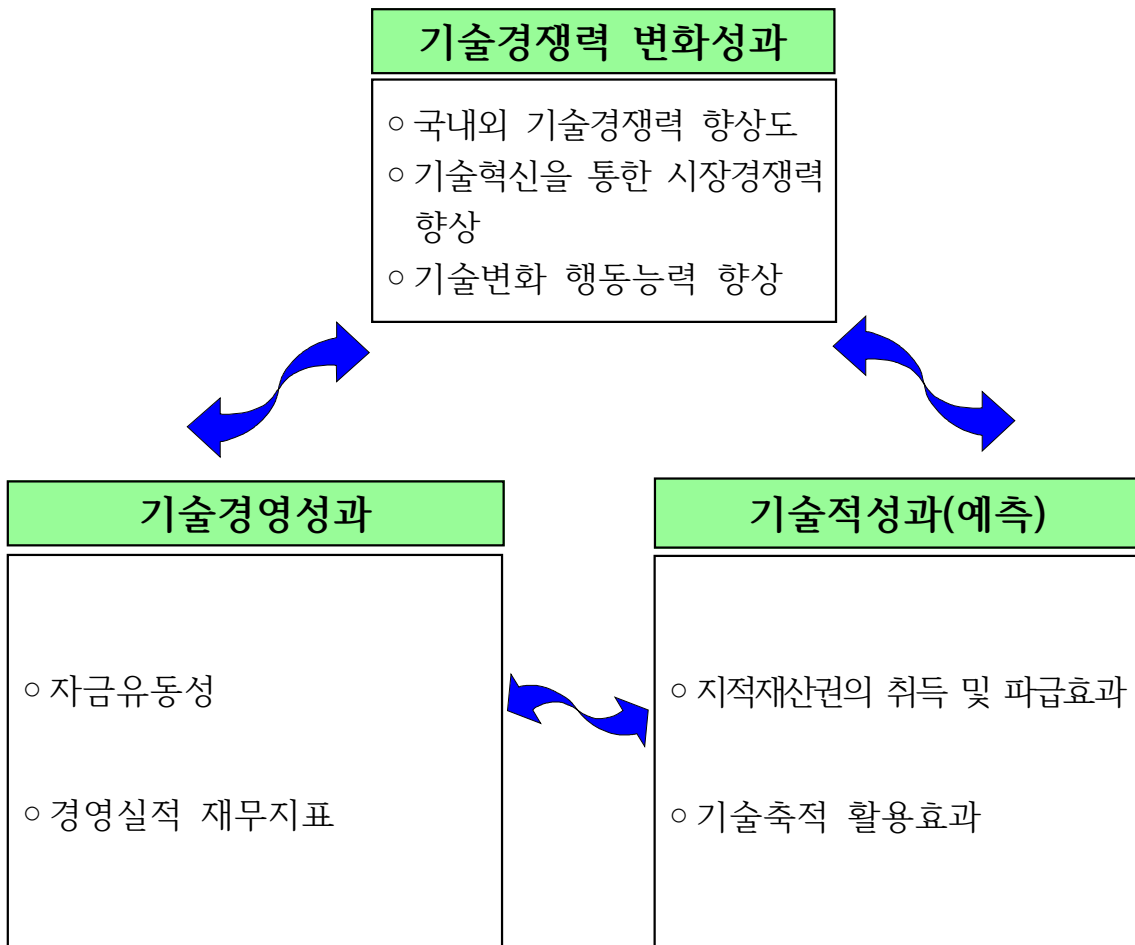 기술경쟁력 변화성과
○ 국내외 기술경쟁력 향상도
○ 기술혁신을 통한 시장경쟁력
향상
○ 기술변화 행동능력 향상
기술경영성과
○ 자금유동성
○ 경영실적 재무지표
기술적성과(예측)
○ 지적재산권의 취득 및 파급효과
○ 기술축적 활용효과